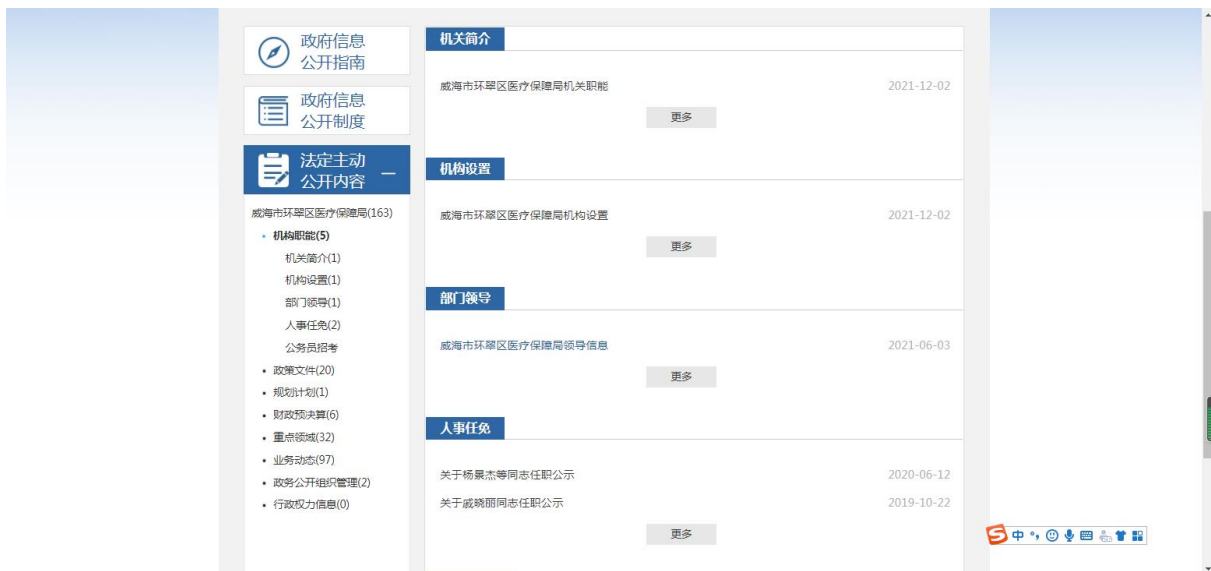 政府信息
公开指南
政府信息
公开制度
法定主动
公开内容
威海市环翠区医疗保障局(163)
机构职能(5)
机关简介(1)
机构设置(1)
部门领导(1)
人事任免(2)
公务员招考
政策文件(20)
规划计划(1)
财政预决算(6)
重点领域(32)
业务动态(97)
政务公开组织管理(2)
行政权力信息(0)
机关简介
威海市环翠区医疗保障局机关职能 2021-12-02
更多
机构设置
威海市环翠区医疗保障局机构设置 2021-12-02
更多
部门领导
威海市环翠区医疗保障局领导信息 2021-06-03
更多
人事任免
关于杨景杰等同志任职公示 2020-06-12
关于戚晓丽同志任职公示 2019-10-22
更多
中